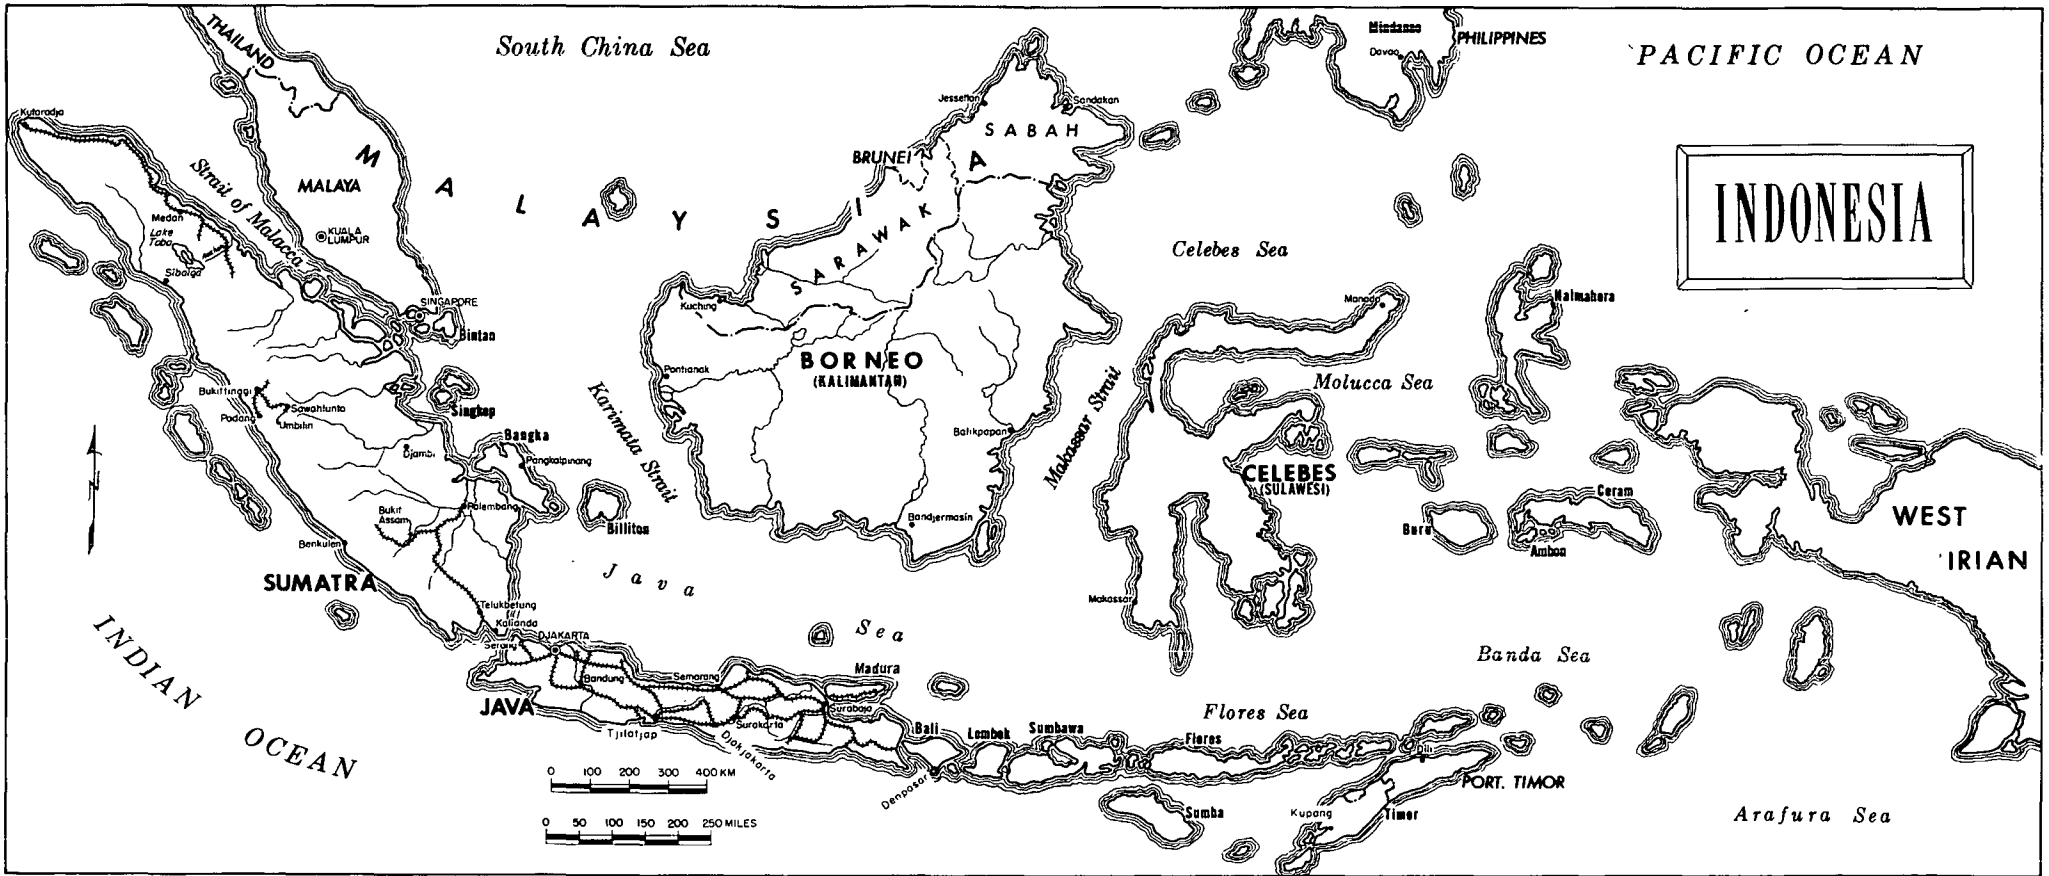 THAILAND
South China Sea
Mindanao
Davao
PHILIPPINES
PACIFIC OCEAN
Kutaradja
Jesselton
Sandakan
SABAH
BRUNEI
MALAYSIA
MALAYA
Strait of Malacca
KUALA
LUMPUR
Medan
Lake
Toba
Sibolga
SARAWAK
INDONESIA
Celebes Sea
SINGAPORE
Bintan
Kuching
Manado
Halmahera
BORNEO
(KALIMANTAN)
Pontianak
Molucca Sea
Karimata Strait
Makassar Strait
Bukittinggi
Sawahlunto
Padang
Umbilin
Singkep
Bangka
Pangkalpinang
Djambi
Balikpapan
CELEBES
(SULAWESI)
Ceram
Buru
Ambon
WEST
IRIAN
Bukit
Assam
Palembang
Billiton
Bandjermasin
Benkulen
SUMATRA
Java
Sea
Makassar
Telukbetung
Kalianda
Serang
DJAKARTA
INDIAN
OCEAN
Bandung
Semarang
Madura
JAVA
Surakarta
Surabaja
Tjilatjap
Djokjakarta
Banda Sea
Flores Sea
Bali
Lombok
Sumbawa
Flores
Dili
PORT. TIMOR
Denpasar
Sumba
Kupang
Timor
Arafura Sea
0 100 200 300 400 KM
0 50 100 150 200 250 MILES